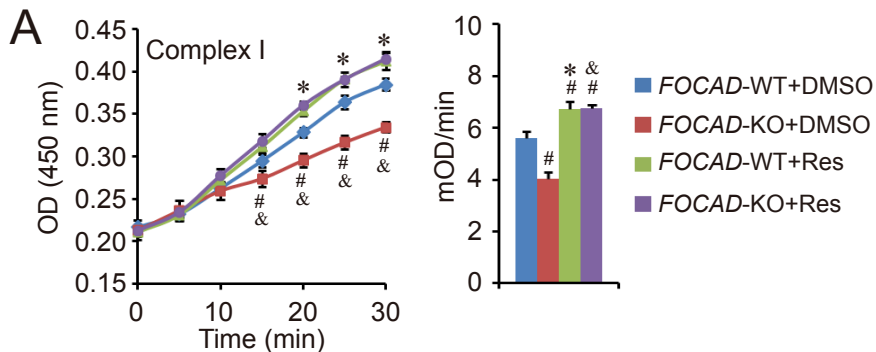 A
Complex I
OD (450 nm)
0.45
0.40
0.35
0.30
0.25
0.20
0.15
* * *
# # # #
& & & &
0 10 20 30
Time (min)
mOD/min
10
8
6
4
2
0
* &
# # #
FOCAD-WT+DMSO
FOCAD-KO+DMSO
FOCAD-WT+Res
FOCAD-KO+Res